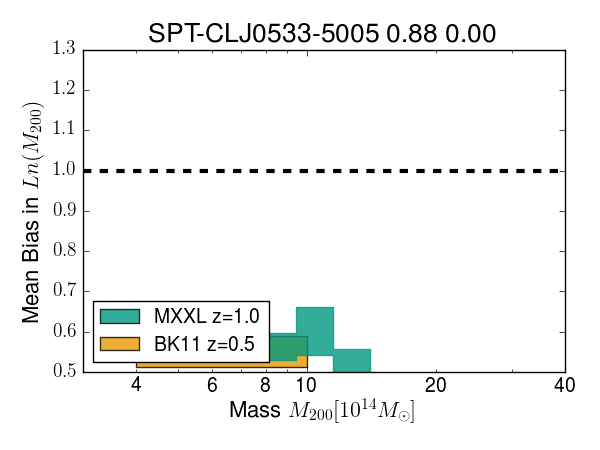 SPT-CLJ0533-5005 0.88 0.00
Mean Bias in Ln(M200)
1.3
1.2
1.1
1.0
0.9
0.8
0.7
0.6
0.5
MXXL z=1.0
BK11 z=0.5
4 6 8 10 20 40
Mass M200[10^14 M⊙]